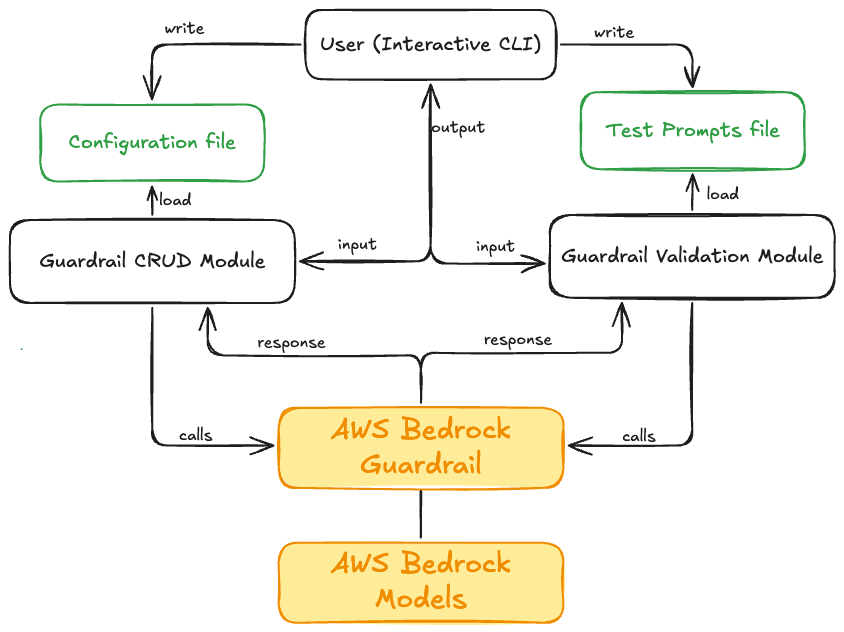 write
User (Interactive CLI)
write
Configuration file
output
Test Prompts file
load
load
Guardrail CRUD Module
input
input
Guardrail Validation Module
response
response
calls
AWS Bedrock
Guardrail
calls
AWS Bedrock
Models